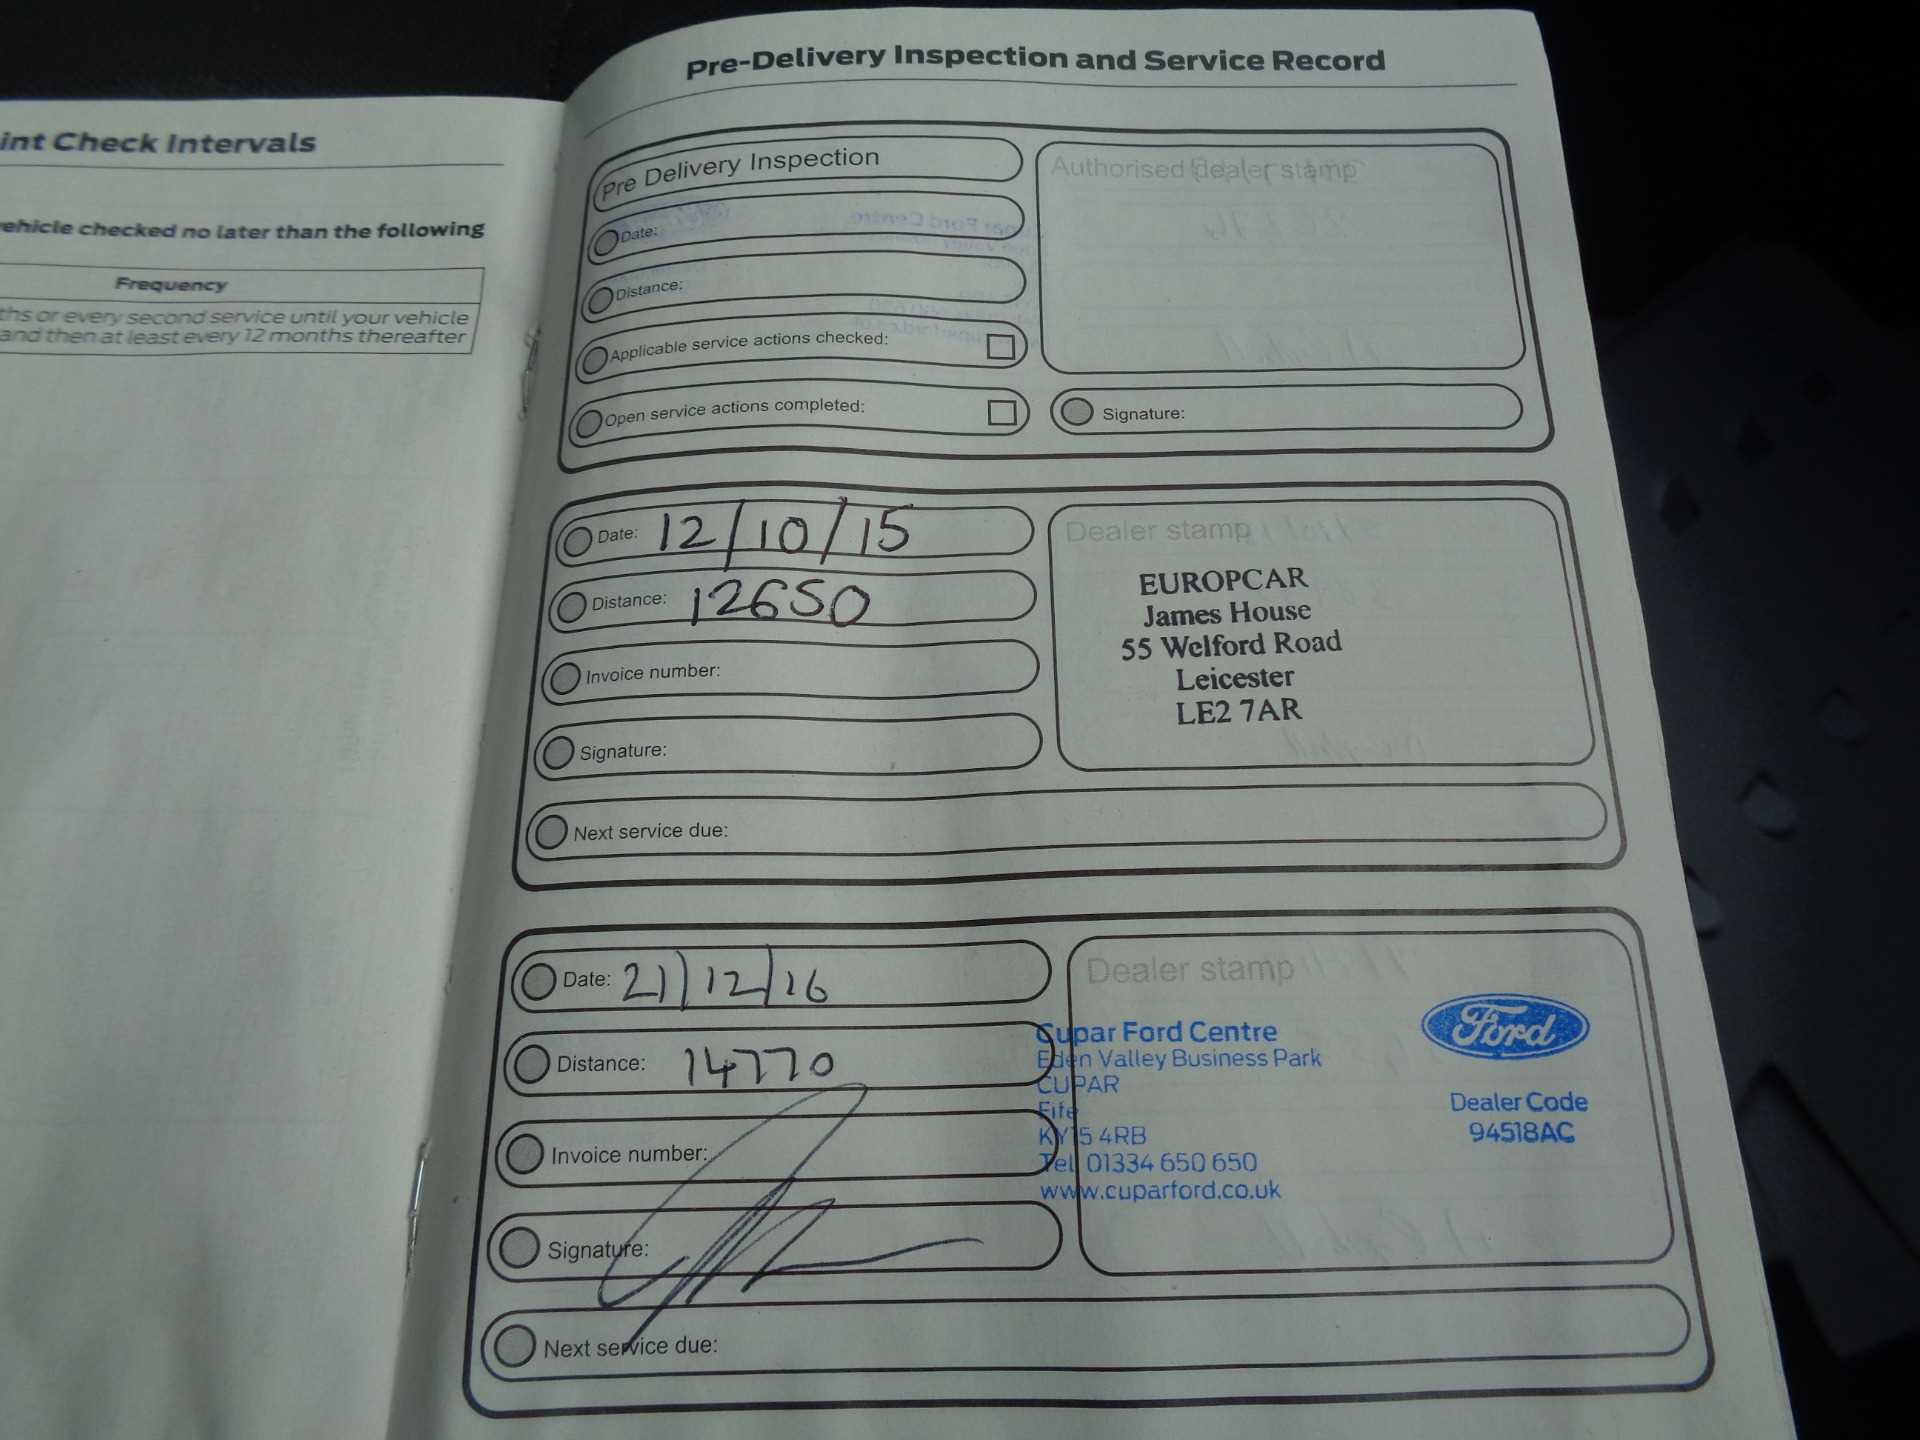 int Check Intervals
ehicle checked no later than the following
Frequency
ths or every second service until your vehicle
and then at least every 12 months thereafter
Pre-Delivery Inspection and Service Record
Pre Delivery Inspection
Date:
Distance:
Applicable service actions checked:
Open service actions completed:
Authorised dealer stamp
Signature:
Date: 12/10/15
Distance: 12650
Invoice number:
Signature:
Next service due:
Dealer stamp
EUROPCAR
James House
55 Welford Road
Leicester
LE2 7AR
Date: 21/12/16
Distance: 14770
Invoice number:
Signature:
Next service due:
Dealer stamp
Cupar Ford Centre
Eden Valley Business Park
CUPAR
Fife
KY15 4RB
Tel 01334 650 650
www.cuparford.co.uk
Ford
Dealer Code
94518AC